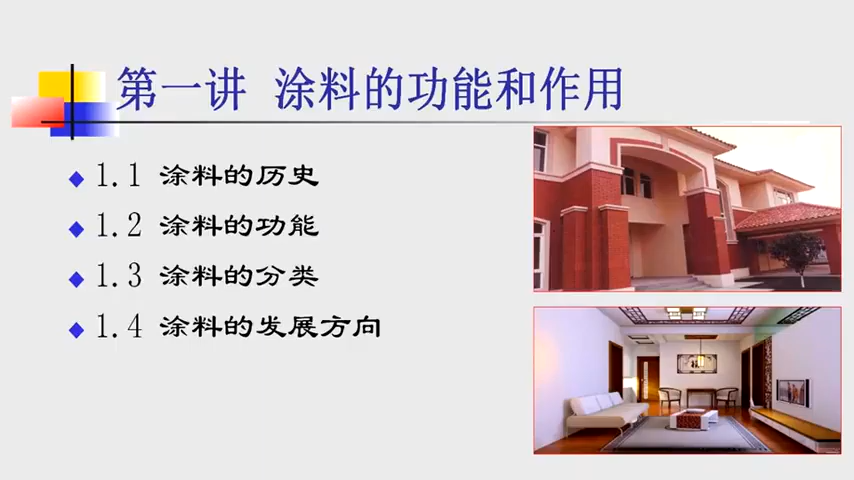 第一讲 涂料的功能和作用
1.1 涂料的历史
1.2 涂料的功能
1.3 涂料的分类
1.4 涂料的发展方向